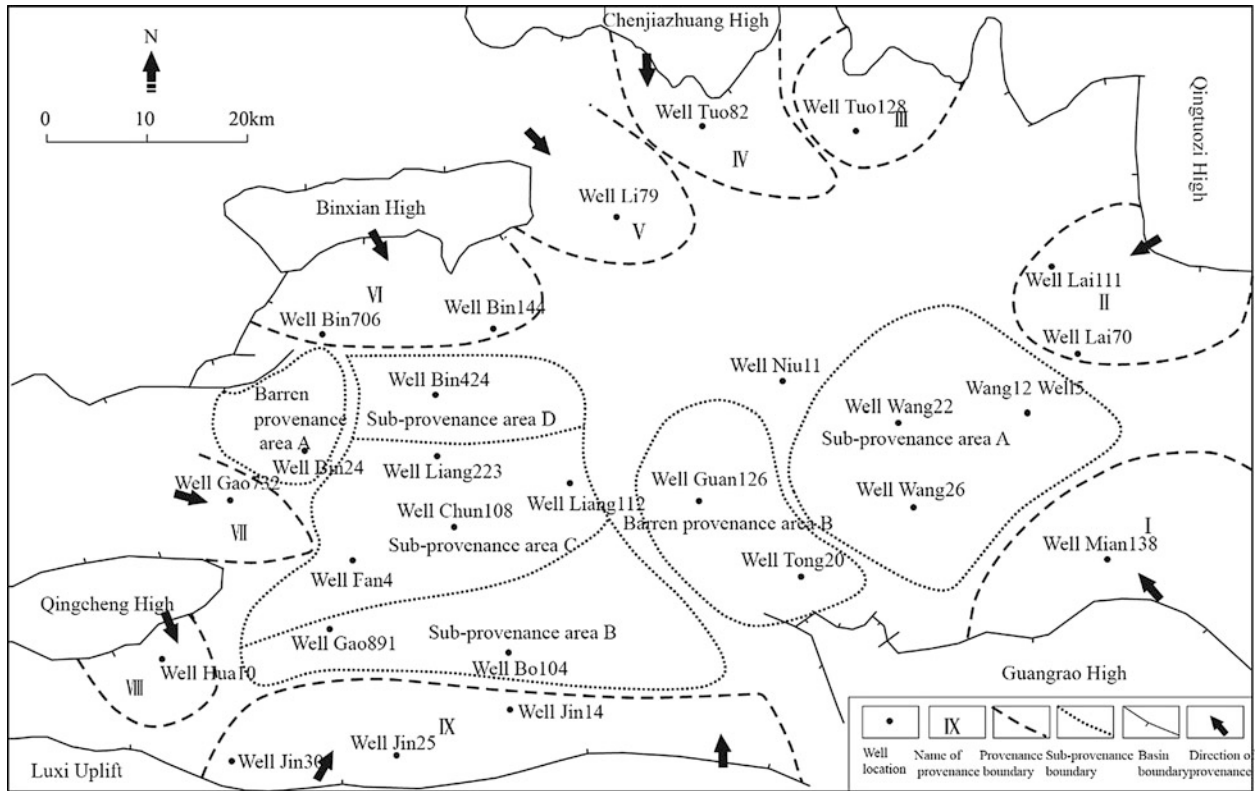 Chenjiazhuang High
N
0 10 20km
Well Tuo82
Well Tuo128
III
IV
Qingtuozi High
Well Li79
V
Binxian High
VI
Well Bin144
Well Bin706
Well Lai111
II
Well Lai70
Well Niu11
Well Bin424
Sub-provenance area D
Barren
provenance
area A
Well Bin24
Wang12 Well5
Well Wang22
Sub-provenance area A
Well Wang26
Well Gao732
VII
Well Liang223
Well Liang112
Well Chun108
Sub-provenance area C
Well Fan4
Well Guan126
Barren provenance area B
Well Tong20
I
Well Mian138
Qingcheng High
Well Hua10
VIII
Well Gao891
Sub-provenance area B
Well Bo104
Guangrao High
IX
Well Jin14
Well Jin25
Well Jin30
Luxi Uplift
IX
Well
location
Name of
provenance
Provenance
boundary
Sub-provenance
boundary
Basin
boundary
Direction of
provenance